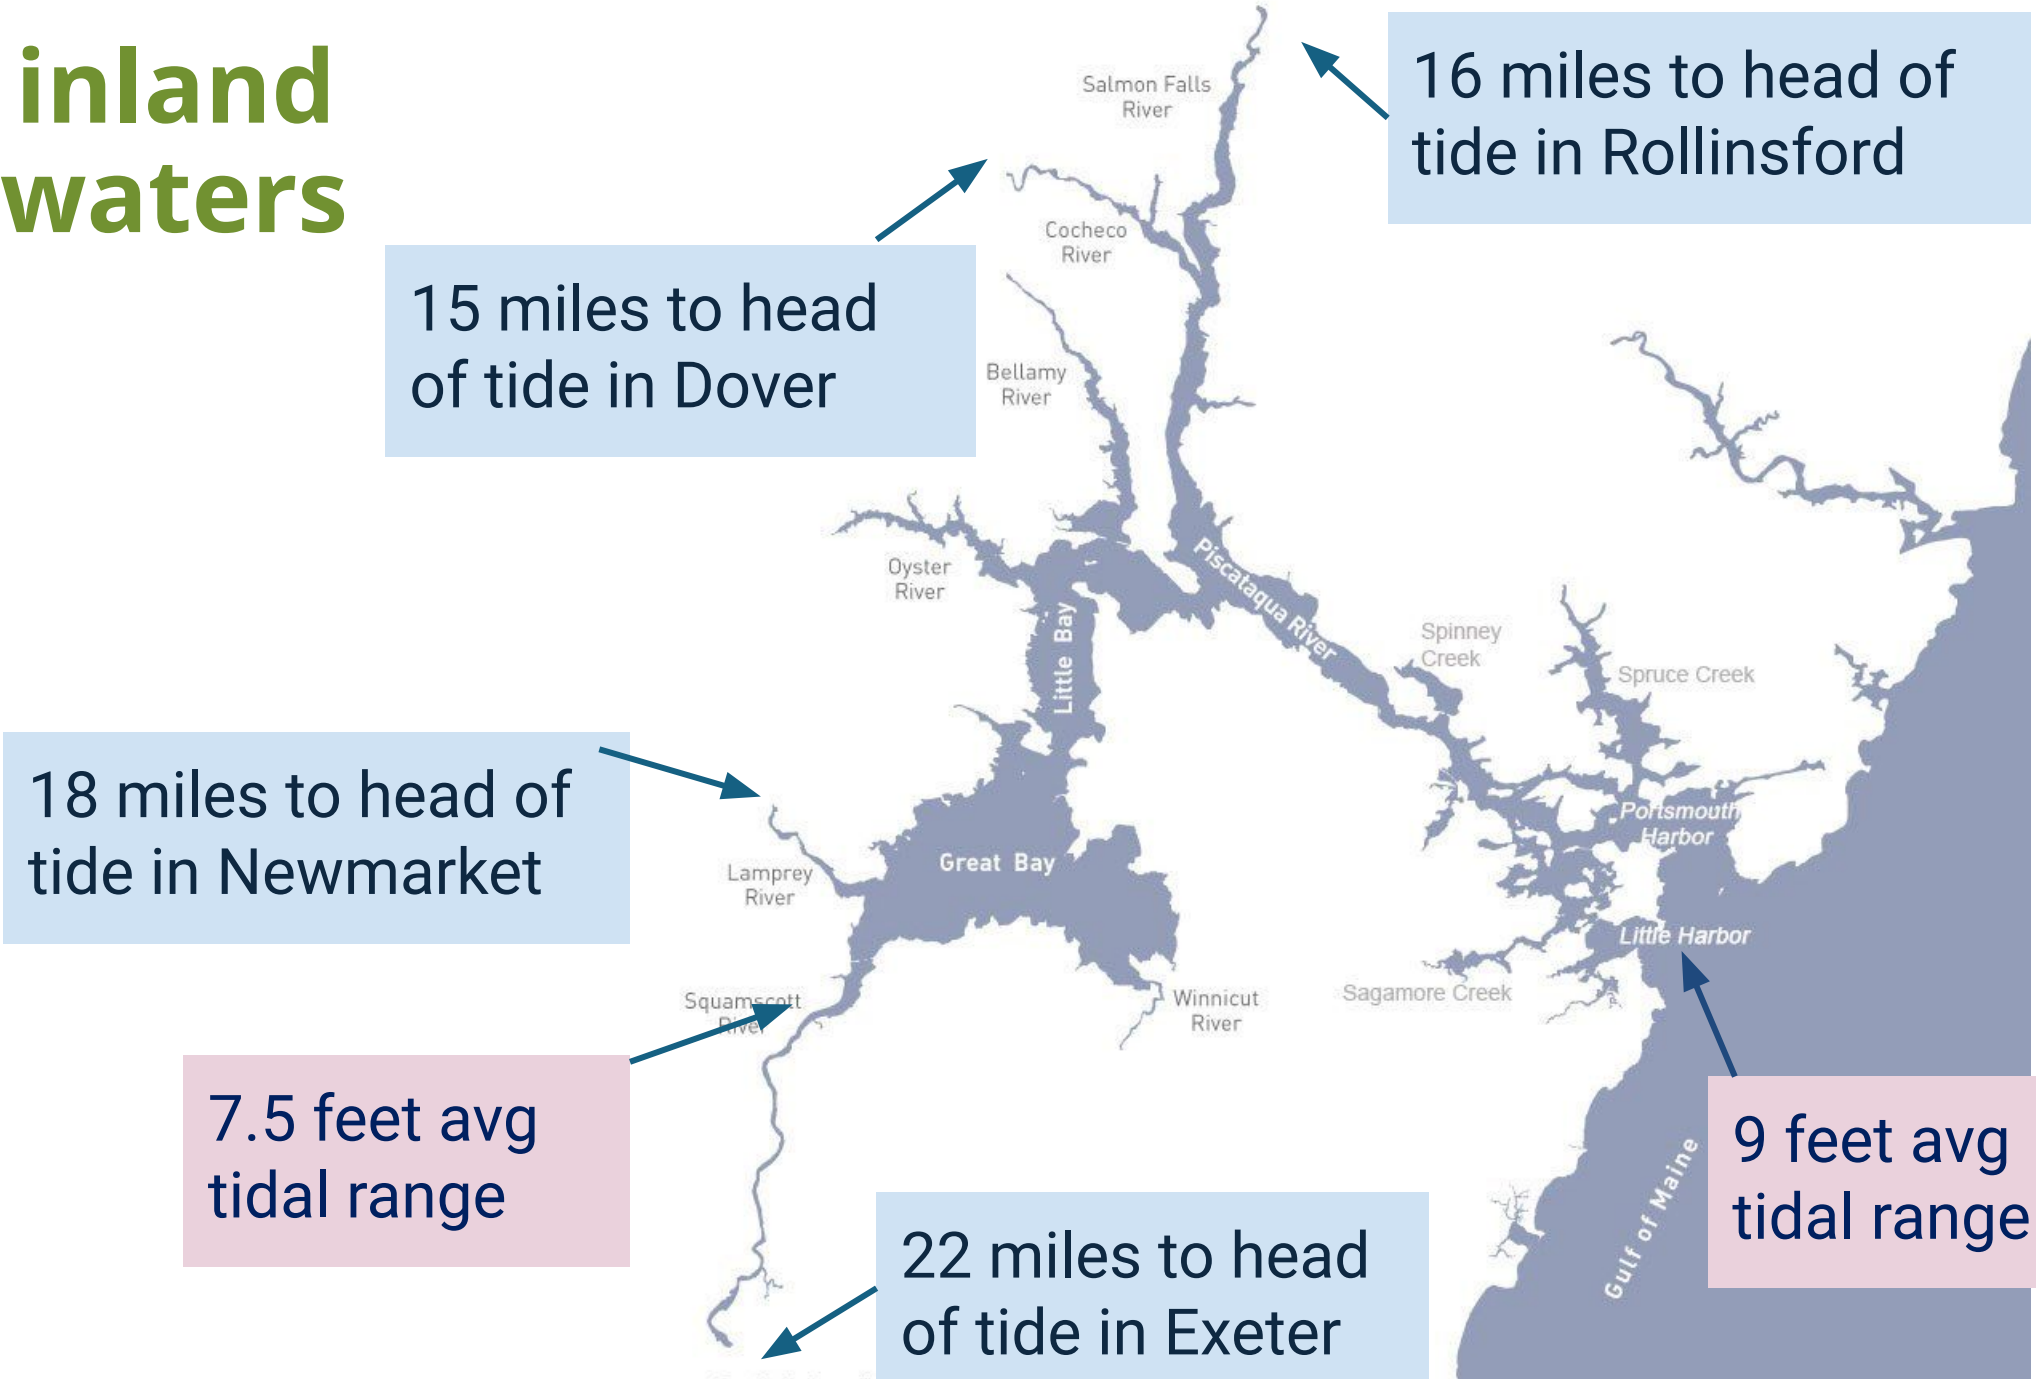 inland
waters
16 miles to head of
tide in Rollinsford
Salmon Falls
River
Cocheco
River
15 miles to head
of tide in Dover
Bellamy
River
Oyster
River
Piscataqua River
Little Bay
Spinney
Creek
Spruce Creek
18 miles to head of
tide in Newmarket
Portsmouth
Harbor
Great Bay
Lamprey
River
Little Harbor
Squamscott
River
Winnicut
River
Sagamore Creek
7.5 feet avg
tidal range
9 feet avg
tidal range
Gulf of Maine
22 miles to head
of tide in Exeter